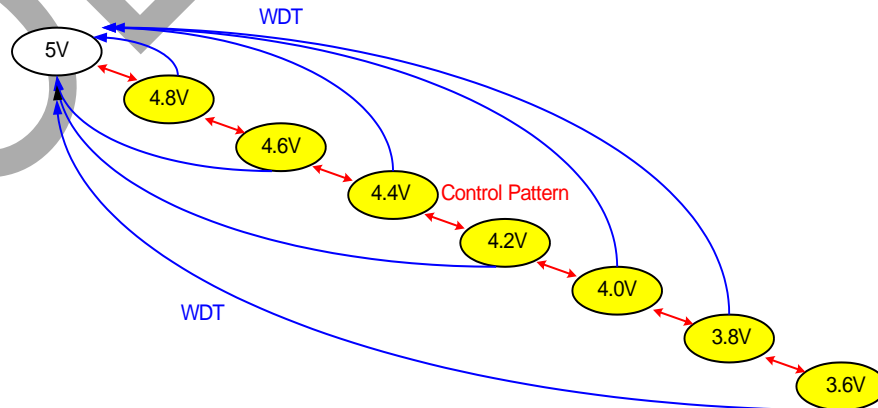 WDT
5V
4.8V
4.6V
4.4V
Control Pattern
4.2V
4.0V
WDT
3.8V
3.6V